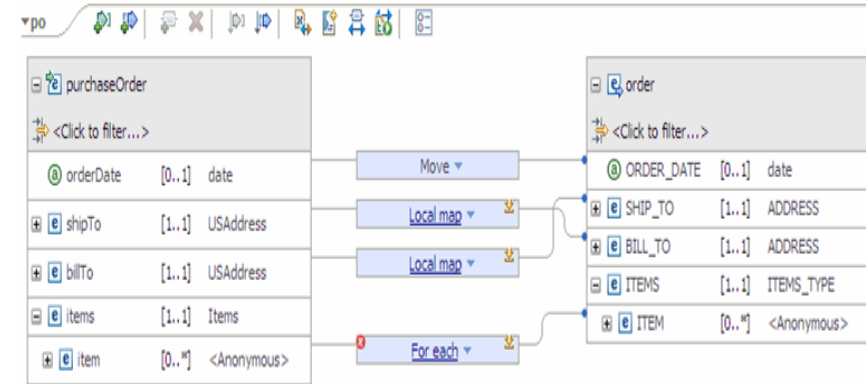 po
purchaseOrder
<Click to filter...>
orderDate [0..1] date
shipTo [1..1] USAddress
billTo [1..1] USAddress
items [1..1] Items
item [0..*] <Anonymous>
Move
Local map
Local map
For each
order
<Click to filter...>
ORDER_DATE [0..1] date
SHIP_TO [1..1] ADDRESS
BILL_TO [1..1] ADDRESS
ITEMS [1..1] ITEMS_TYPE
ITEM [0..*] <Anonymous>